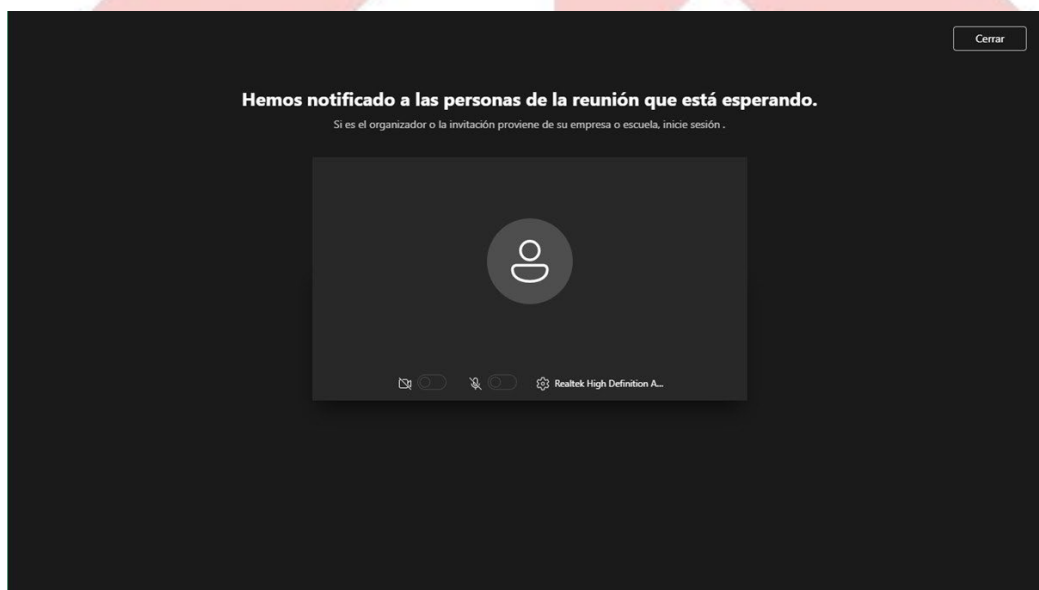 Cerrar
Hemos notificado a las personas de la reunión que está esperando.
Si es el organizador o la invitación proviene de su empresa o escuela, inicie sesión .
Realtek High Definition A...